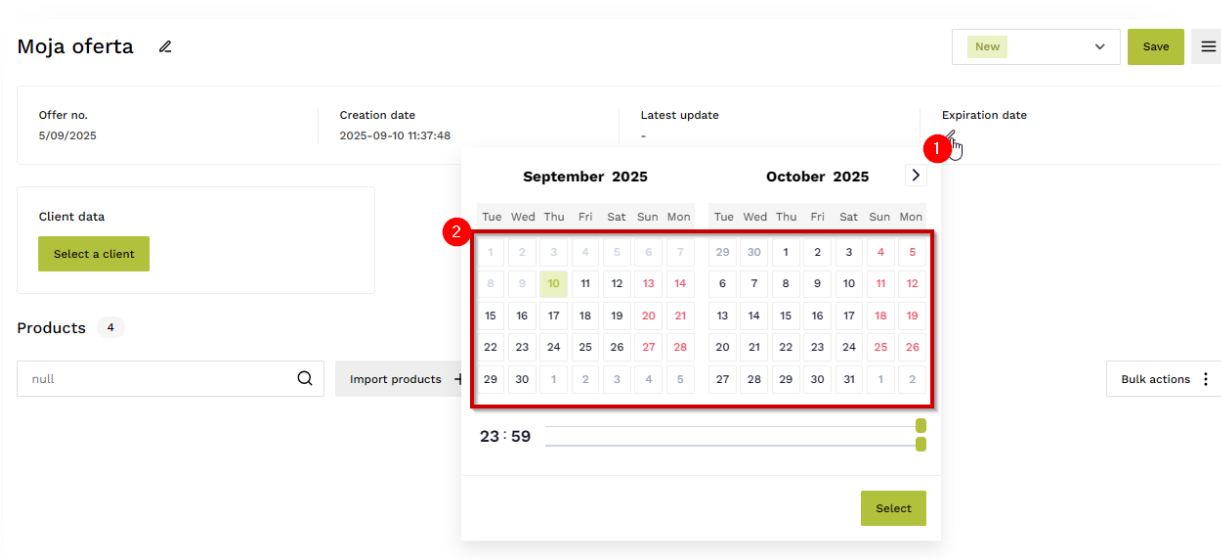 Moja oferta
New
Save
Offer no.
5/09/2025
Creation date
2025-09-10 11:37:48
Latest update
-
Expiration date
1
September 2025
October 2025
Client data
Select a client
2
Tue Wed Thu Fri Sat Sun Mon
1 2 3 4 5 6 7
8 9 10 11 12 13 14
15 16 17 18 19 20 21
22 23 24 25 26 27 28
29 30 1 2 3 4 5
Tue Wed Thu Fri Sat Sun Mon
29 30 1 2 3 4 5
6 7 8 9 10 11 12
13 14 15 16 17 18 19
20 21 22 23 24 25 26
27 28 29 30 31 1 2
23:59
Select
Products 4
null
Import products +
Bulk actions